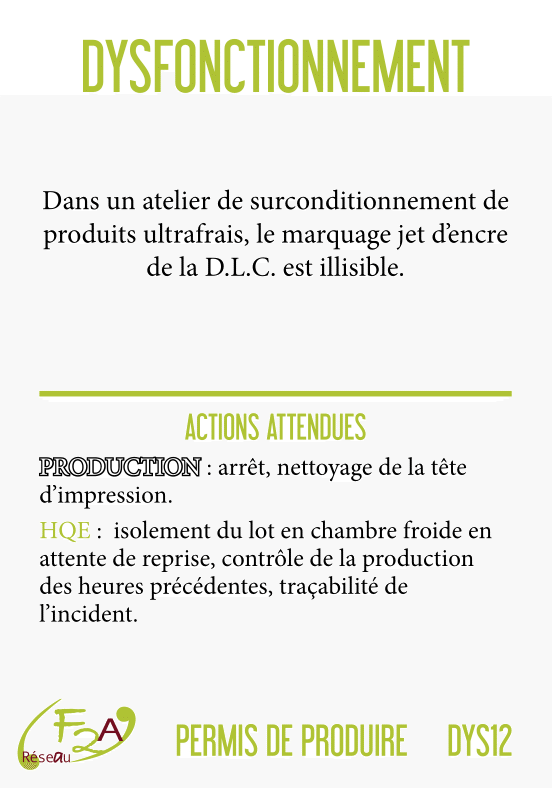 DYSFONCTIONNEMENT
Dans un atelier de surconditionnement de
produits ultrafrais, le marquage jet d’encre
de la D.L.C. est illisible.
ACTIONS ATTENDUES
PRODUCTION : arrêt, nettoyage de la tête
d’impression.
HQE : isolement du lot en chambre froide en
attente de reprise, contrôle de la production
des heures précédentes, traçabilité de
l’incident.
F2A
Réseau
PERMIS DE PRODUIRE DYS12